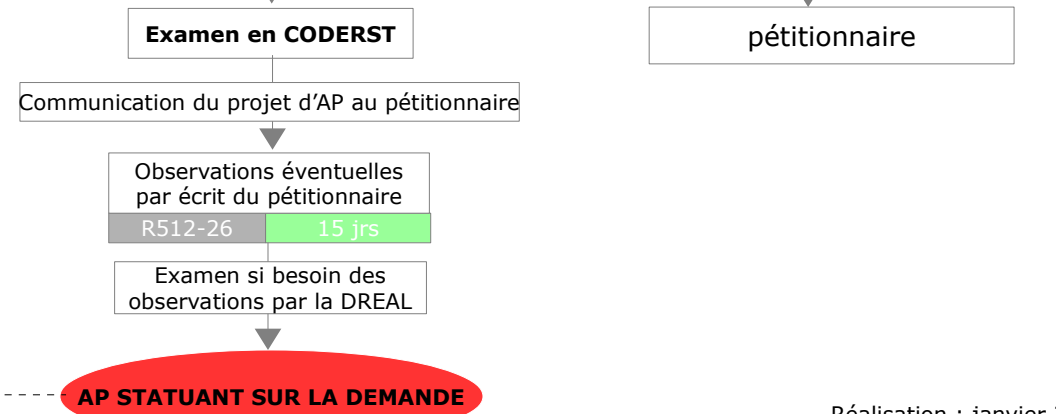 Examen en CODERST
pétitionnaire
Communication du projet d'AP au pétitionnaire
Observations éventuelles
par écrit du pétitionnaire
R512-26 15 jrs
Examen si besoin des
observations par la DREAL
AP STATUANT SUR LA DEMANDE
Réalisation : janvier